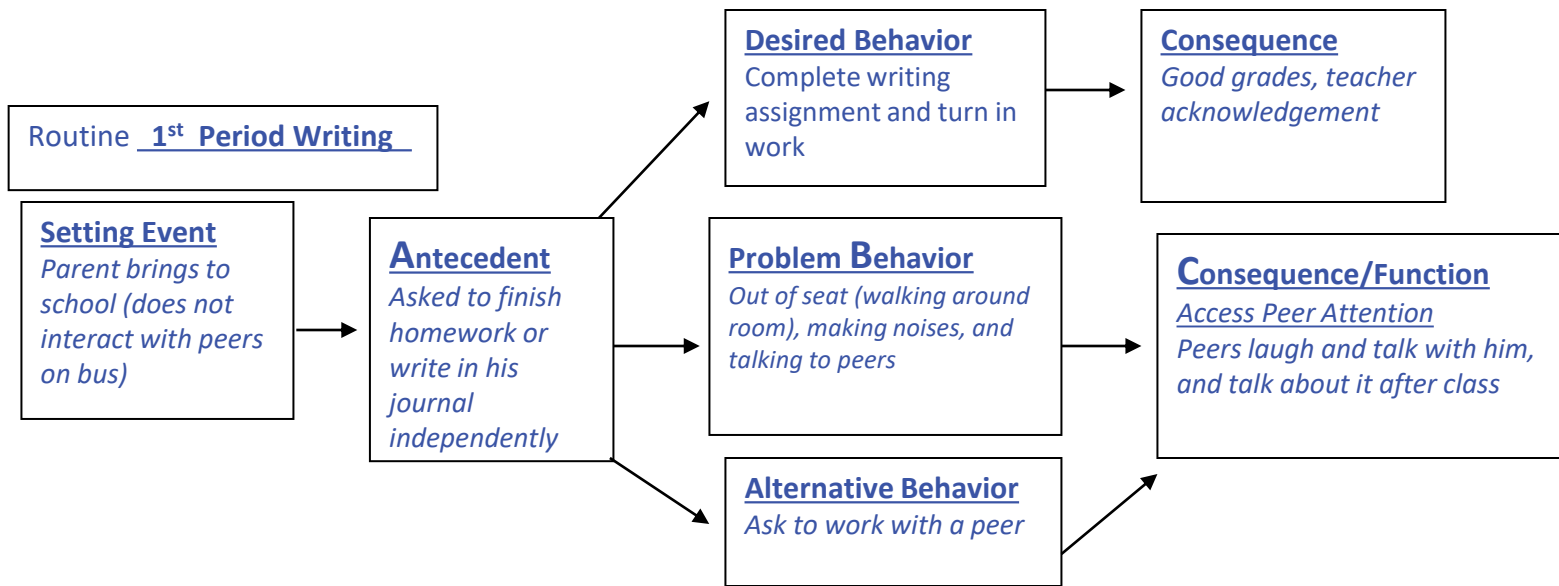 Routine 1st Period Writing
Setting Event
Parent brings to
school (does not
interact with peers
on bus)
Antecedent
Asked to finish
homework or
write in his
journal
independently
Desired Behavior
Complete writing
assignment and turn in
work
Consequence
Good grades, teacher
acknowledgement
Problem Behavior
Out of seat (walking around
room), making noises, and
talking to peers
Consequence/Function
Access Peer Attention
Peers laugh and talk with him,
and talk about it after class
Alternative Behavior
Ask to work with a peer